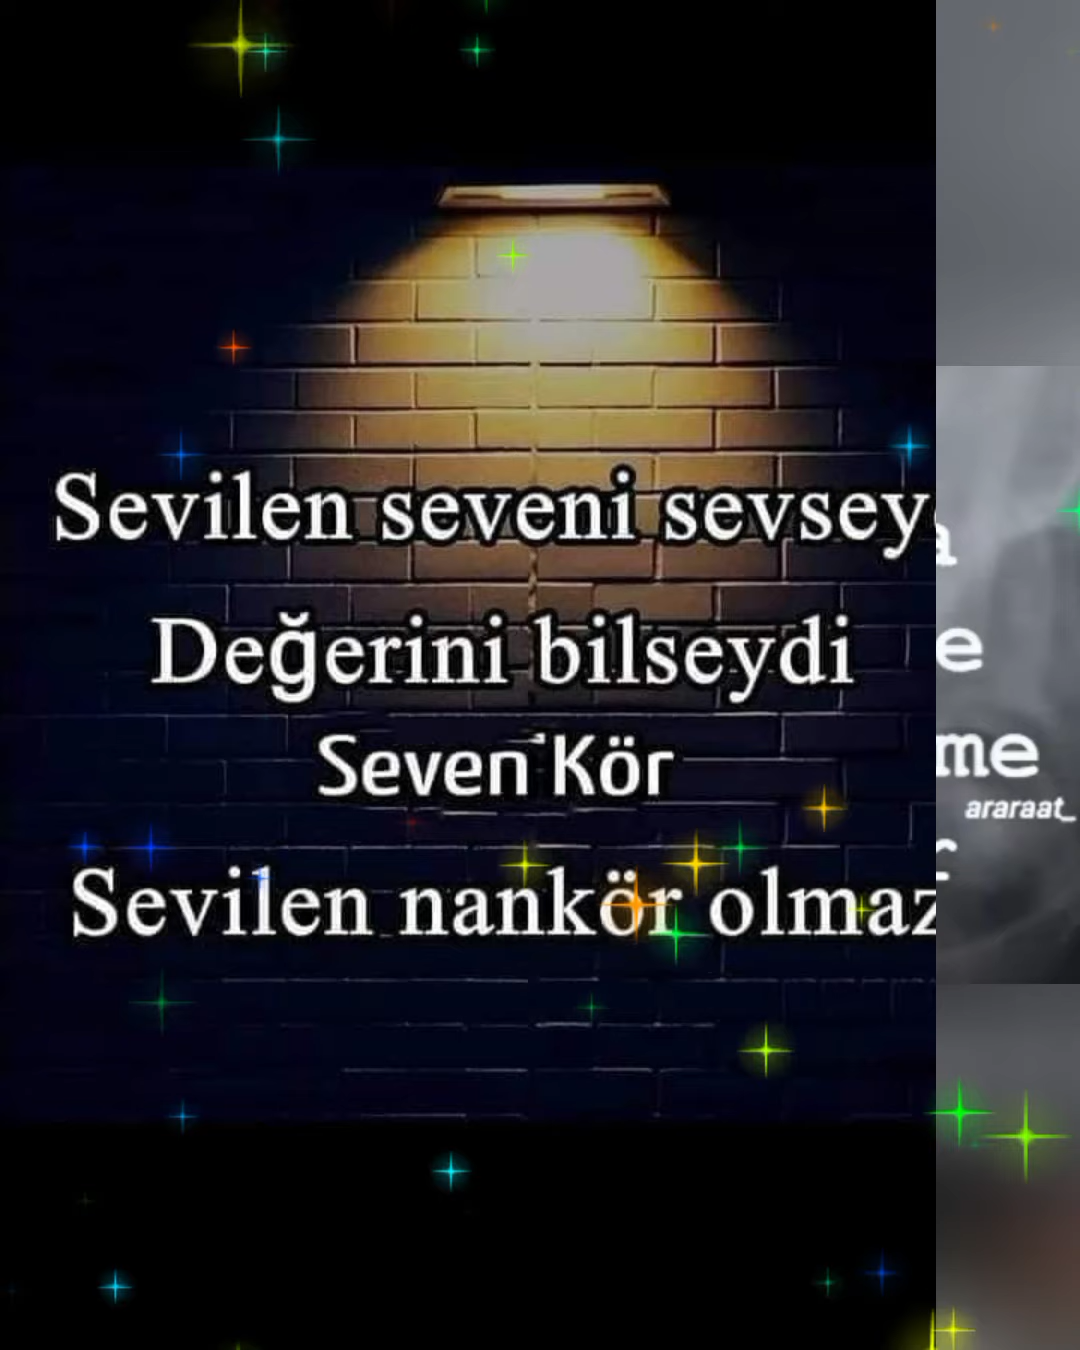 Sevilen seveni sevsey
Değerini bilseydi
Seven Kör
Sevilen nankör olmaz
a
e
me
araraat_
r